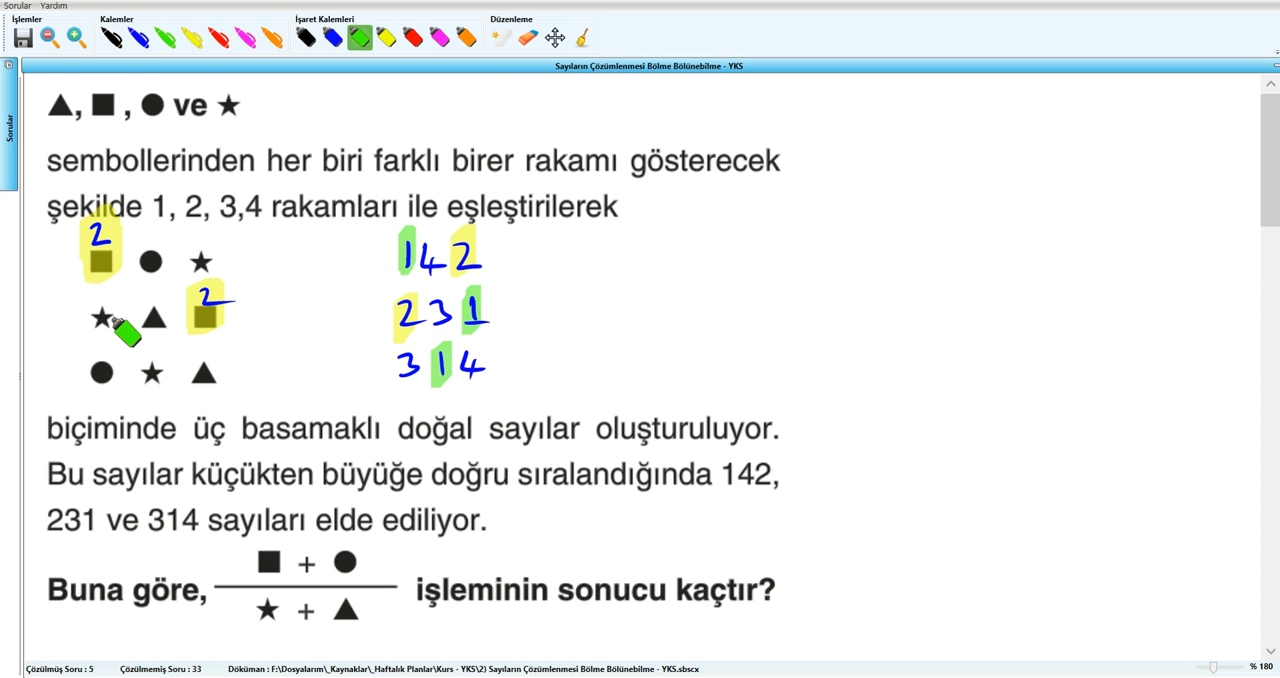 Sorular Yardım
İşlemler Kalemler İşaret Kalemleri Düzenleme
Sayıların Çözümlenmesi Bölme Bölünebilme - YKS
Sorular
▲, ■ , ● ve ★
sembollerinden her biri farklı birer rakamı gösterecek
şekilde 1, 2, 3,4 rakamları ile eşleştirilerek
2
■ ● ★ 142
2
★ ▲ ■ 231
● ★ ▲ 314
biçiminde üç basamaklı doğal sayılar oluşturuluyor.
Bu sayılar küçükten büyüğe doğru sıralandığında 142,
231 ve 314 sayıları elde ediliyor.
■ + ●
Buna göre, işleminin sonucu kaçtır?
★ + ▲
Çözülmüş Soru : 5 Çözülmemiş Soru : 33 Döküman : F:\Dosyalarım\_Kaynaklar\_Haftalık Planlar\Kurs - YKS\2) Sayıların Çözümlenmesi Bölme Bölünebilme - YKS.sbscx % 180